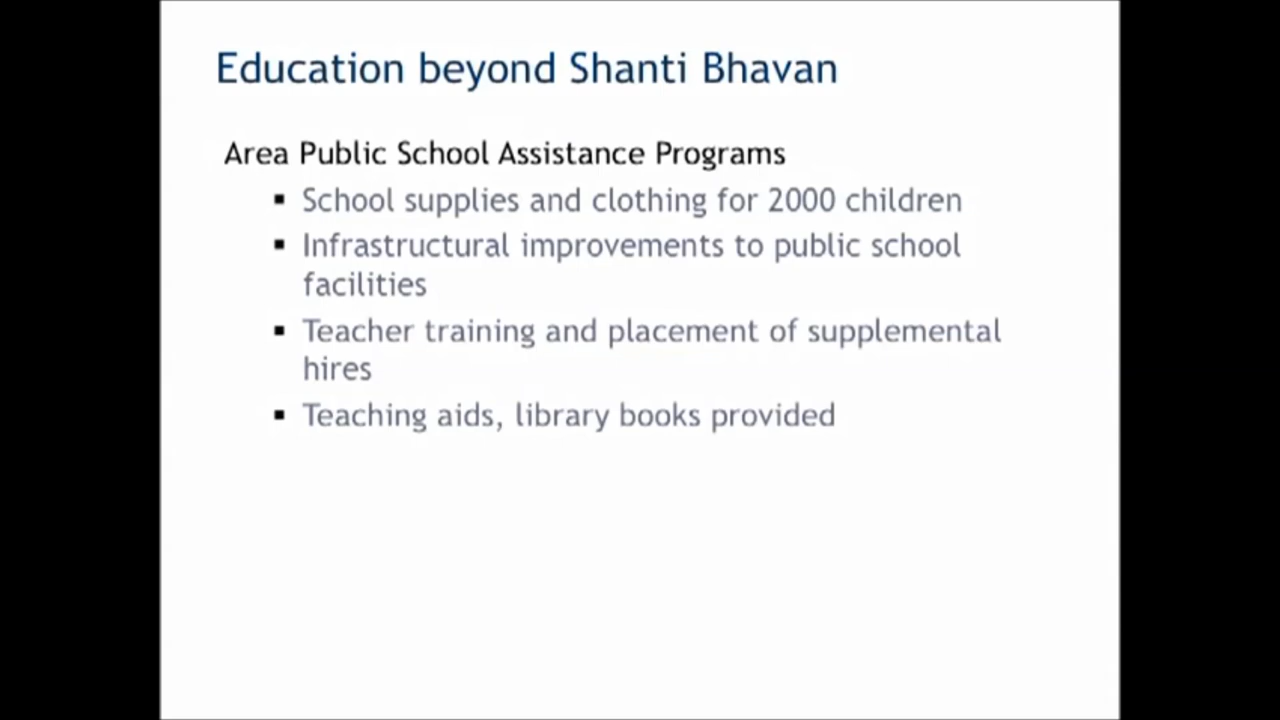 Education beyond Shanti Bhavan
Area Public School Assistance Programs
▪ School supplies and clothing for 2000 children
▪ Infrastructural improvements to public school
facilities
▪ Teacher training and placement of supplemental
hires
▪ Teaching aids, library books provided